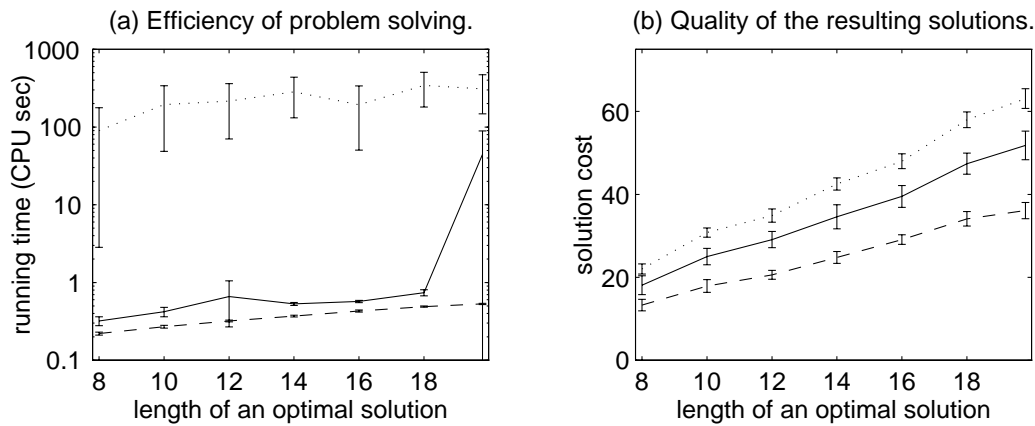 (a) Efficiency of problem solving.
1000
100
10
1
0.1
running time (CPU sec)
8 10 12 14 16 18
length of an optimal solution
(b) Quality of the resulting solutions.
60
40
20
0
solution cost
8 10 12 14 16 18
length of an optimal solution